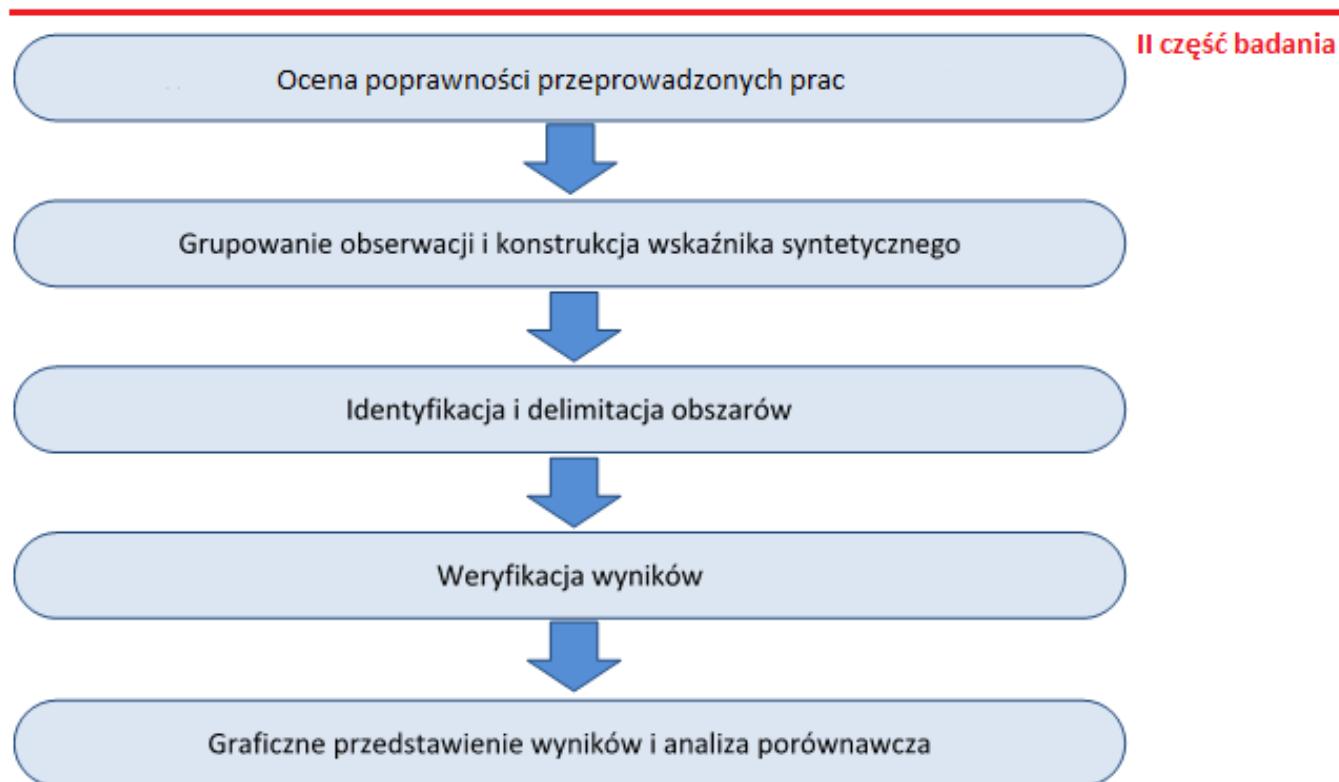 II część badania
Ocena poprawności przeprowadzonych prac
Grupowanie obserwacji i konstrukcja wskaźnika syntetycznego
Identyfikacja i delimitacja obszarów
Weryfikacja wyników
Graficzne przedstawienie wyników i analiza porównawcza